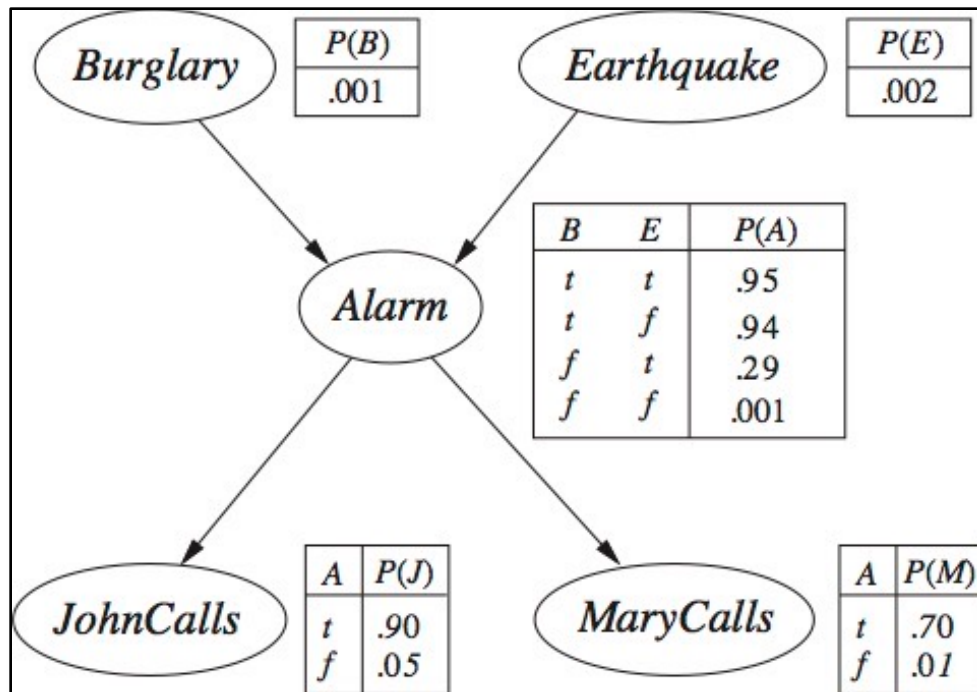 Burglary
P(B)
.001
Earthquake
P(E)
.002
Alarm
B E P(A)
t t .95
t f .94
f t .29
f f .001
JohnCalls
A P(J)
t .90
f .05
MaryCalls
A P(M)
t .70
f .01